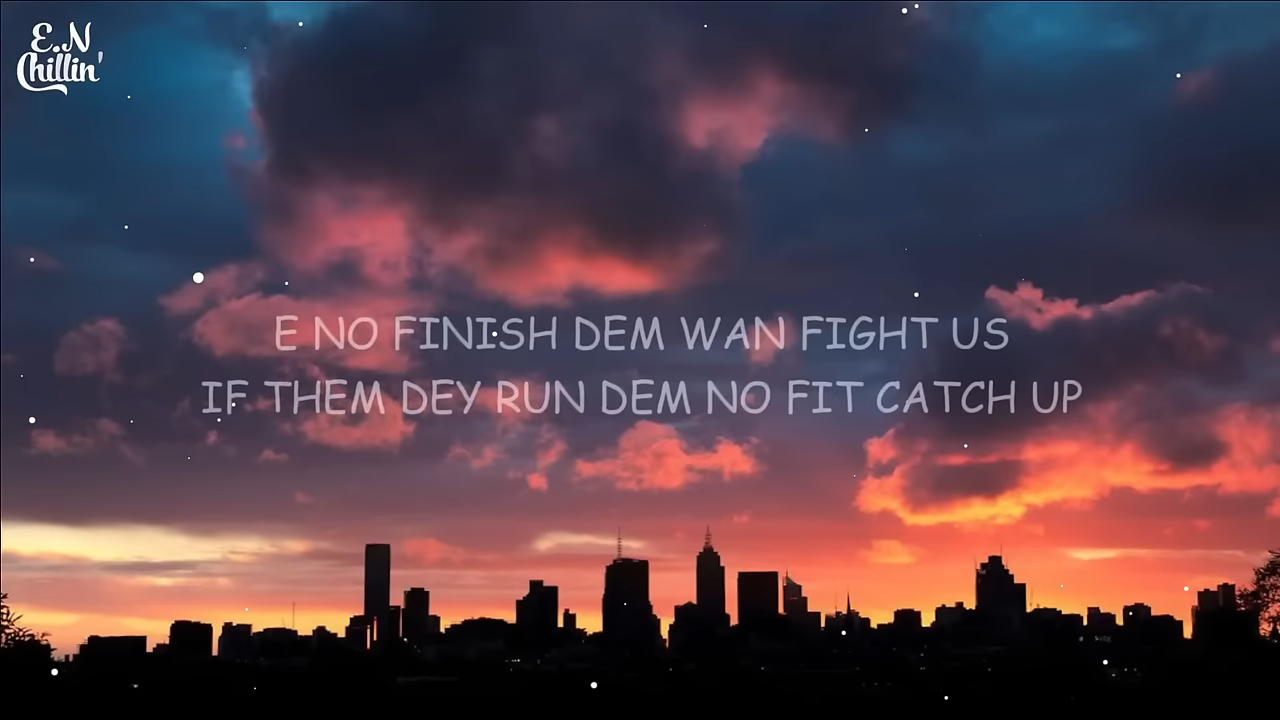 E.N
Chillin'
E NO FINISH DEM WAN FIGHT US
IF THEM DEY RUN DEM NO FIT CATCH UP